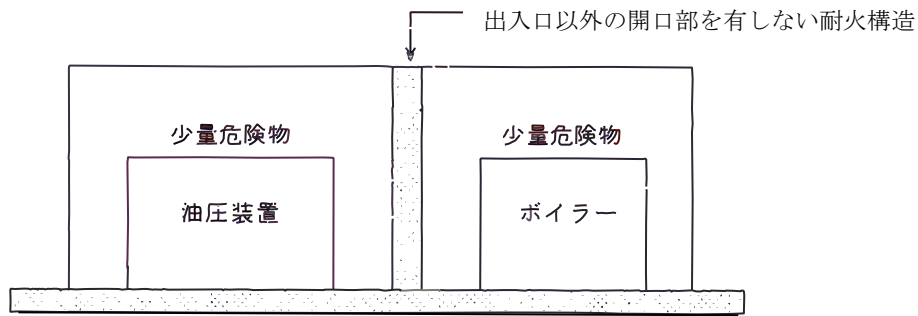 出入口以外の開口部を有しない耐火構造
少量危険物
少量危険物
油圧装置
ボイラー